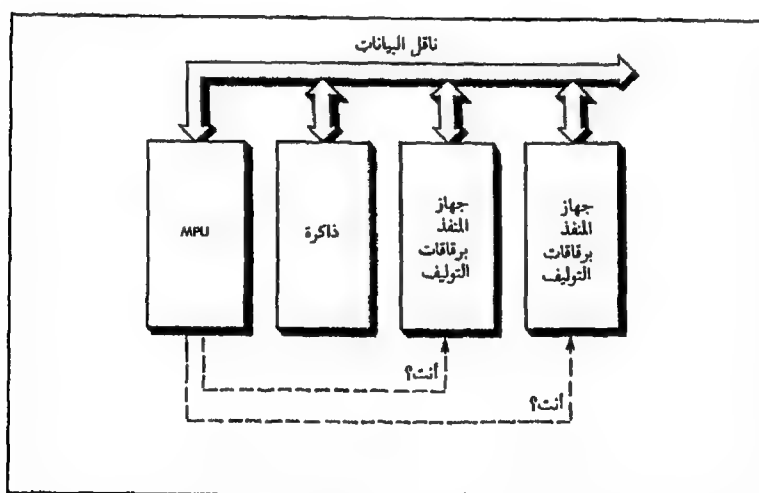 ناقل البيانات
MPU
ذاكرة
جهاز
المنفذ
برقاقات
التوليف
جهاز
المنفذ
برقاقات
التوليف
أنت؟
أنت؟